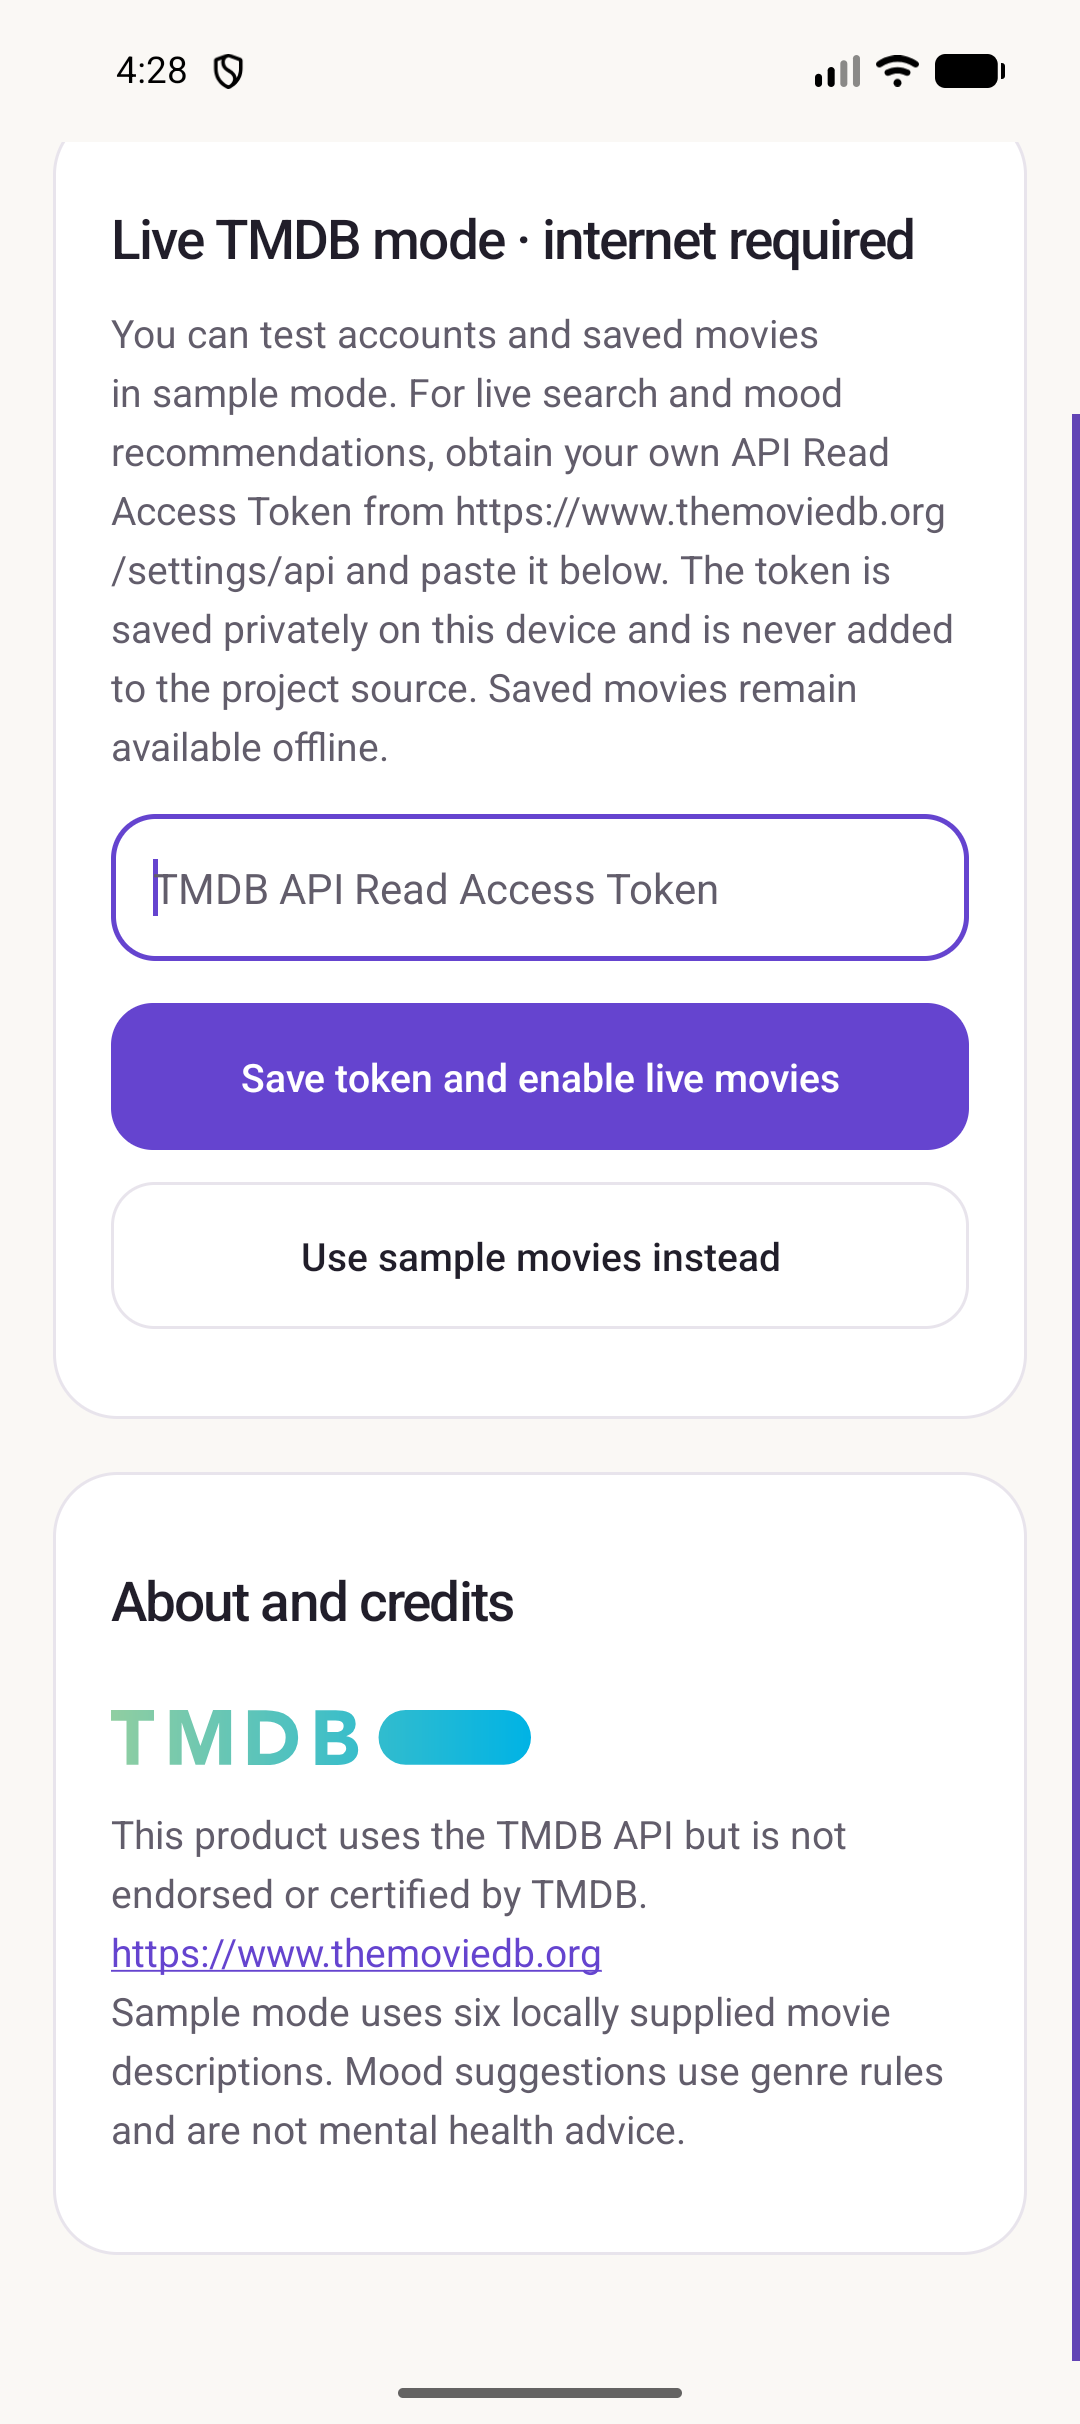 4:28
Live TMDB mode · internet required
You can test accounts and saved movies
in sample mode. For live search and mood
recommendations, obtain your own API Read
Access Token from https://www.themoviedb.org
/settings/api and paste it below. The token is
saved privately on this device and is never added
to the project source. Saved movies remain
available offline.
TMDB API Read Access Token
Save token and enable live movies
Use sample movies instead
About and credits
TMDB
This product uses the TMDB API but is not
endorsed or certified by TMDB.
https://www.themoviedb.org
Sample mode uses six locally supplied movie
descriptions. Mood suggestions use genre rules
and are not mental health advice.